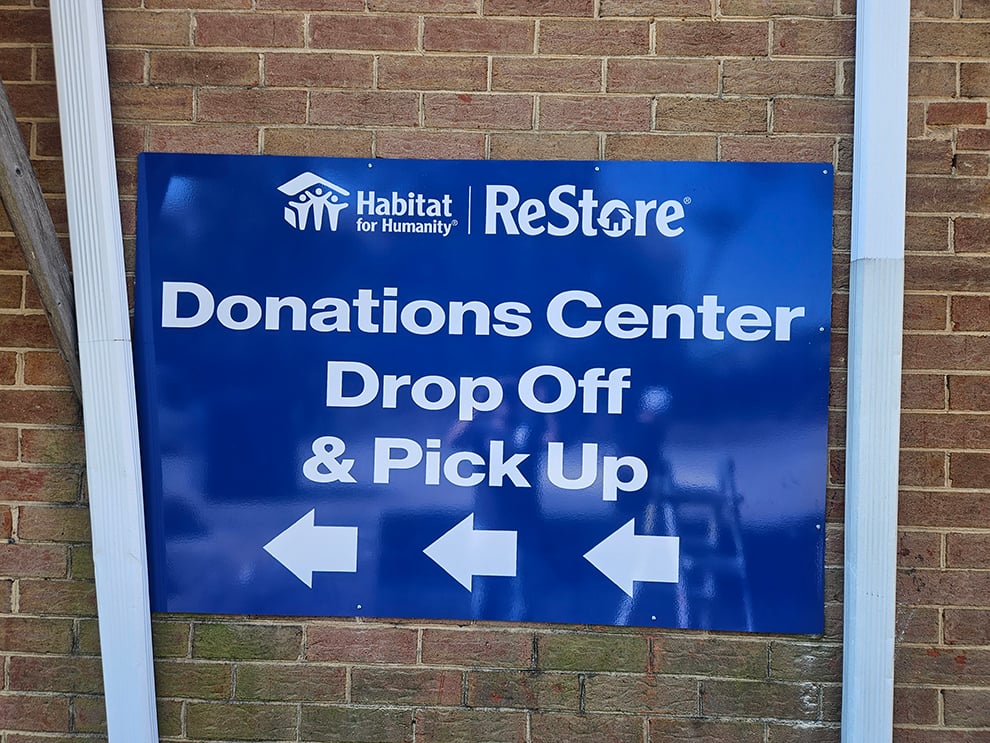 Habitat for Humanity® | ReStore®
Donations Center
Drop Off
& Pick Up